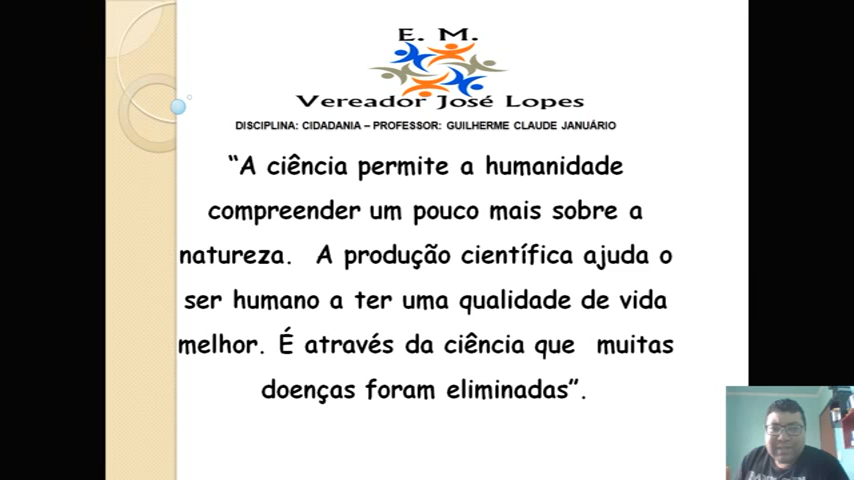 E. M.
Vereador José Lopes
DISCIPLINA: CIDADANIA – PROFESSOR: GUILHERME CLAUDE JANUÁRIO
“A ciência permite a humanidade
compreender um pouco mais sobre a
natureza. A produção científica ajuda o
ser humano a ter uma qualidade de vida
melhor. É através da ciência que muitas
doenças foram eliminadas”.